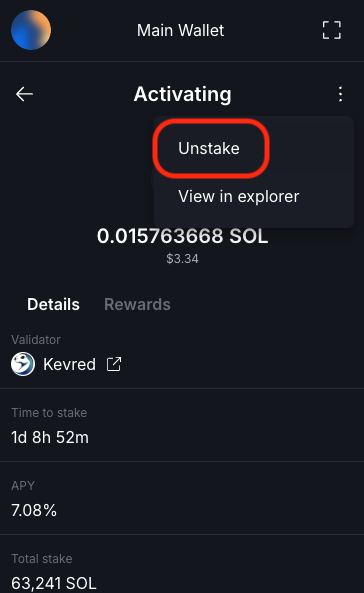 Main Wallet
Activating
Unstake
View in explorer
0.015763668 SOL
$3.34
Details Rewards
Validator
Kevred
Time to stake
1d 8h 52m
APY
7.08%
Total stake
63,241 SOL